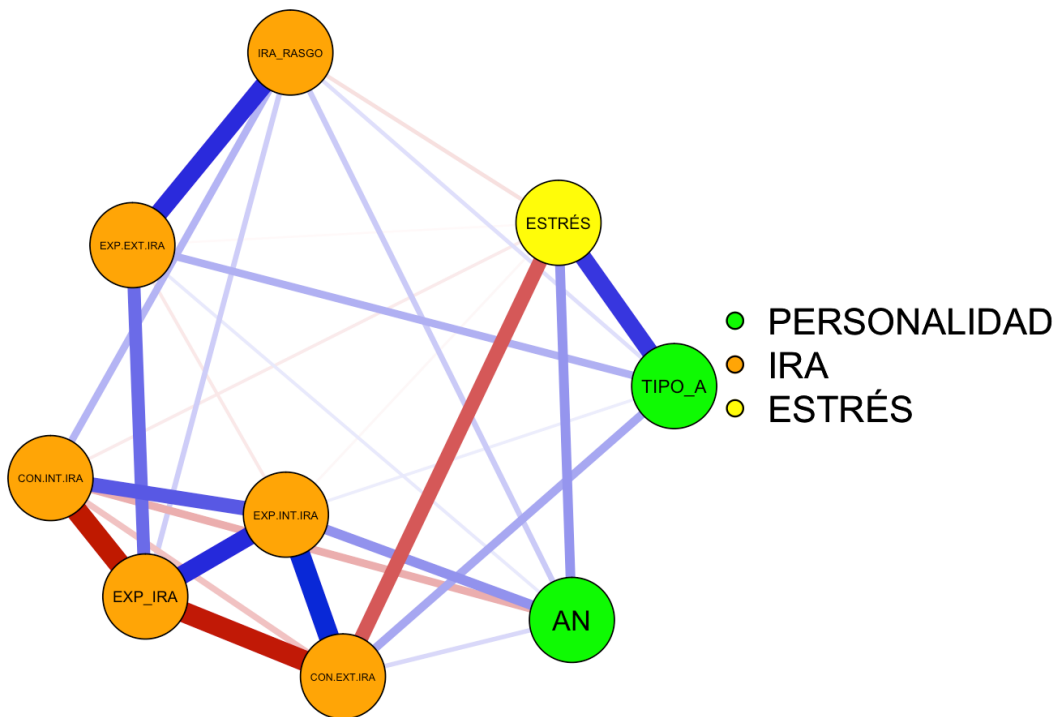 IRA_RASGO
ESTRÉS
EXP.EXT.IRA
PERSONALIDAD
IRA
ESTRÉS
TIPO_A
CON.INT.IRA
EXP.INT.IRA
EXP_IRA
AN
CON.EXT.IRA